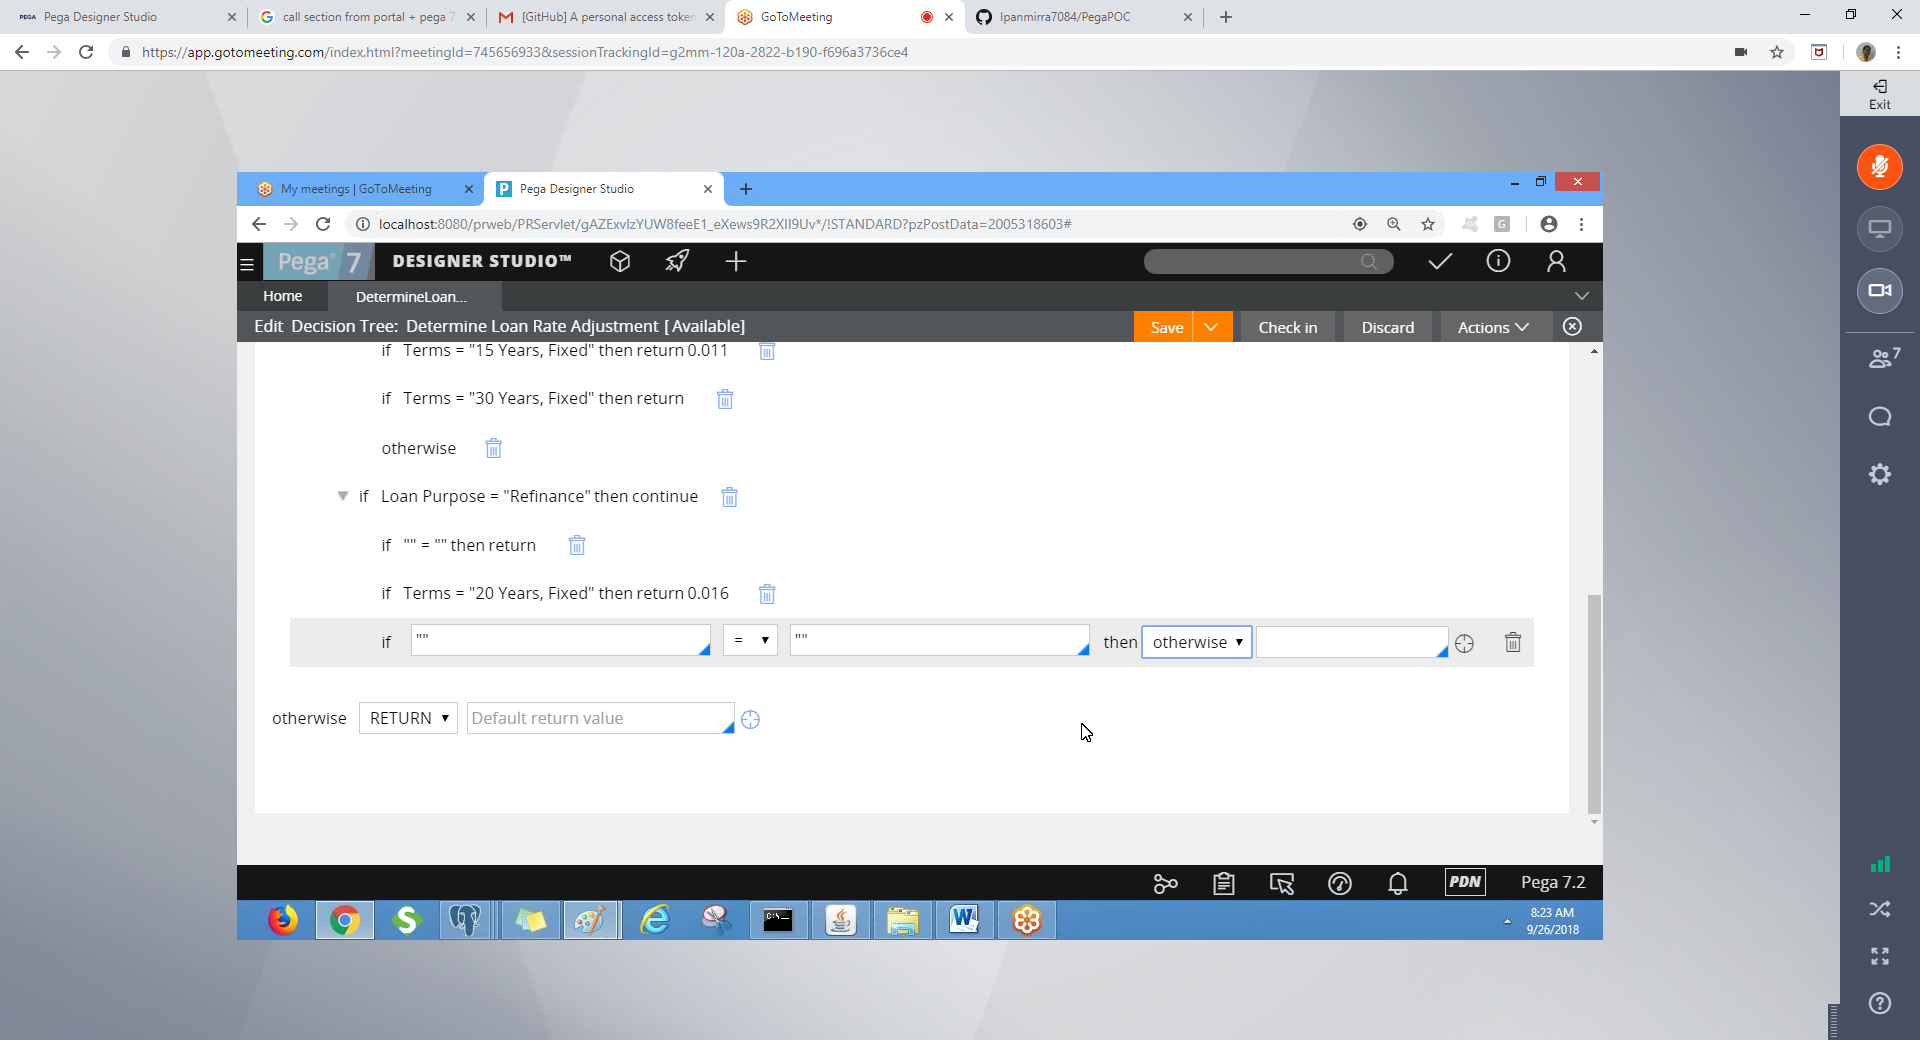 PEGA Pega Designer Studio
call section from portal + pega 7
[GitHub] A personal access token
GoToMeeting
lpanmirra7084/PegaPOC
https://app.gotomeeting.com/index.html?meetingId=745656933&sessionTrackingId=g2mm-120a-2822-b190-f696a3736ce4
Exit
My meetings | GoToMeeting
Pega Designer Studio
localhost:8080/prweb/PRServlet/gAZExvlzYUW8feeE1_eXews9R2XII9Uv*/!STANDARD?pzPostData=2005318603#
Pega 7 DESIGNER STUDIO™
Home DetermineLoan...
Edit Decision Tree: Determine Loan Rate Adjustment [ Available]
Save Check in Discard Actions
if Terms = "15 Years, Fixed" then return 0.011
if Terms = "30 Years, Fixed" then return
otherwise
if Loan Purpose = "Refinance" then continue
if "" = "" then return
if Terms = "20 Years, Fixed" then return 0.016
if "" = "" then otherwise
otherwise RETURN Default return value
7
PDN Pega 7.2
8:23 AM
9/26/2018